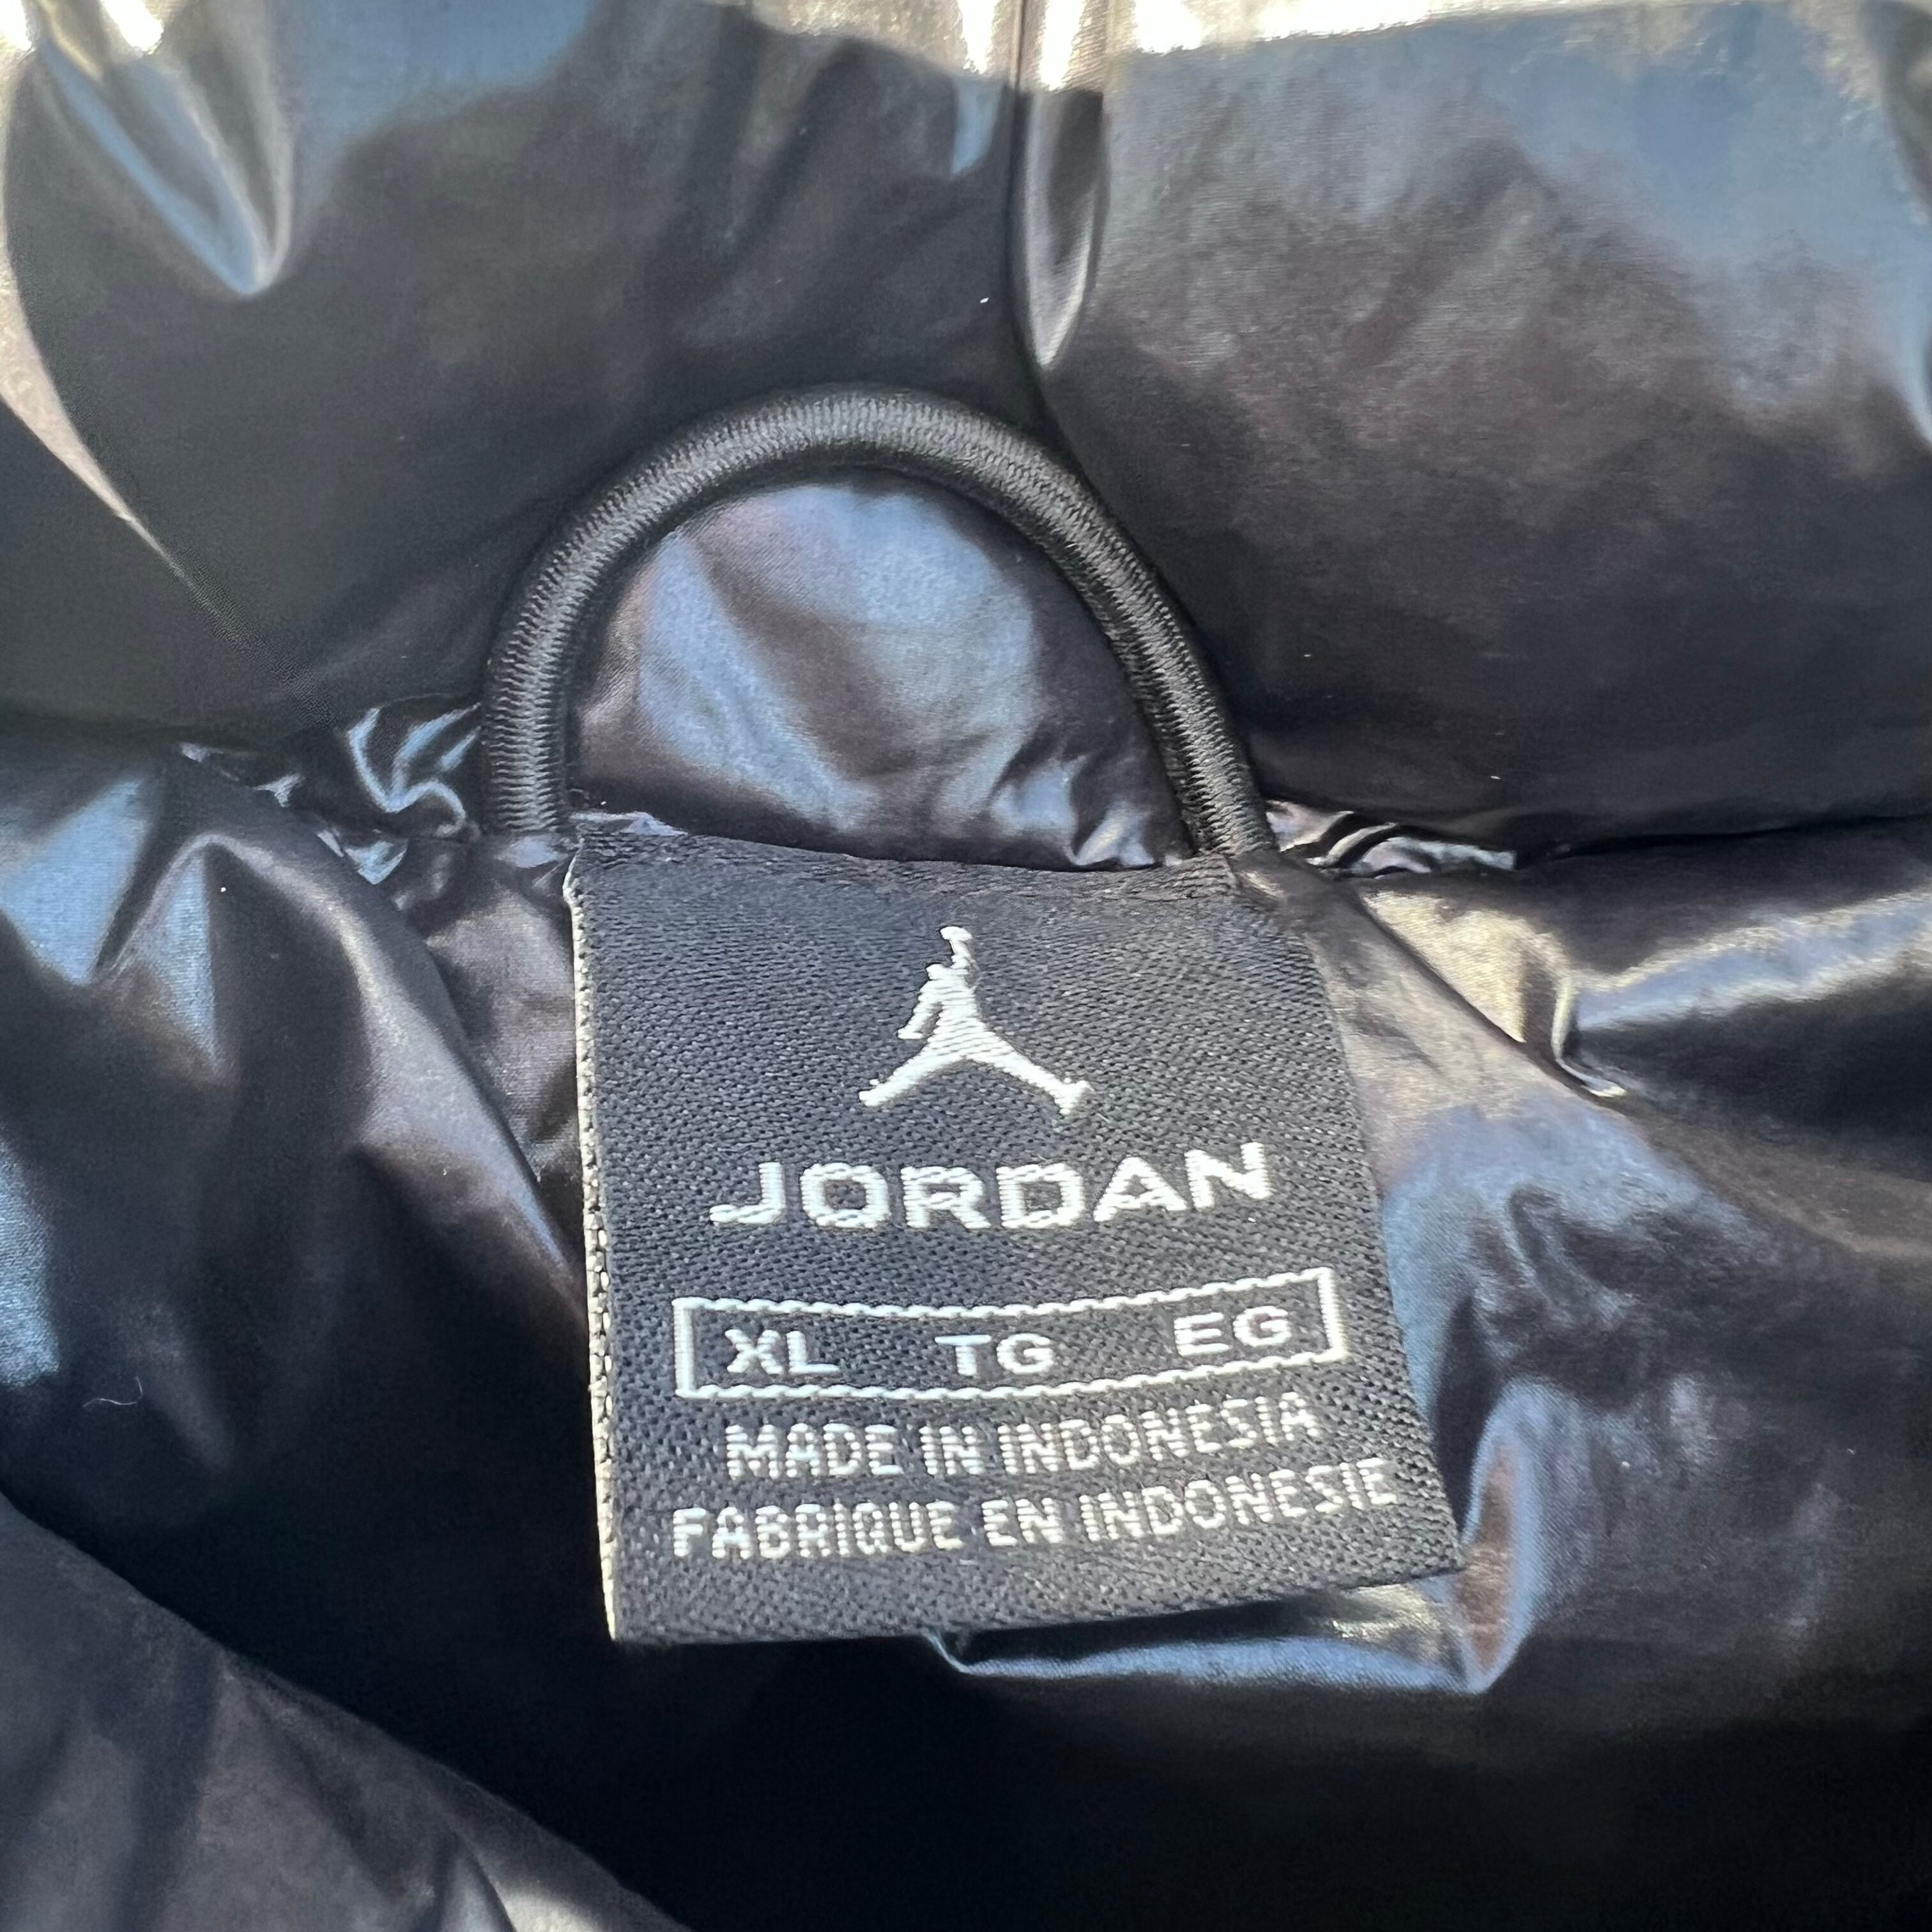 JORDAN
XL TG EG
MADE IN INDONESIA
FABRIQUE EN INDONESIE